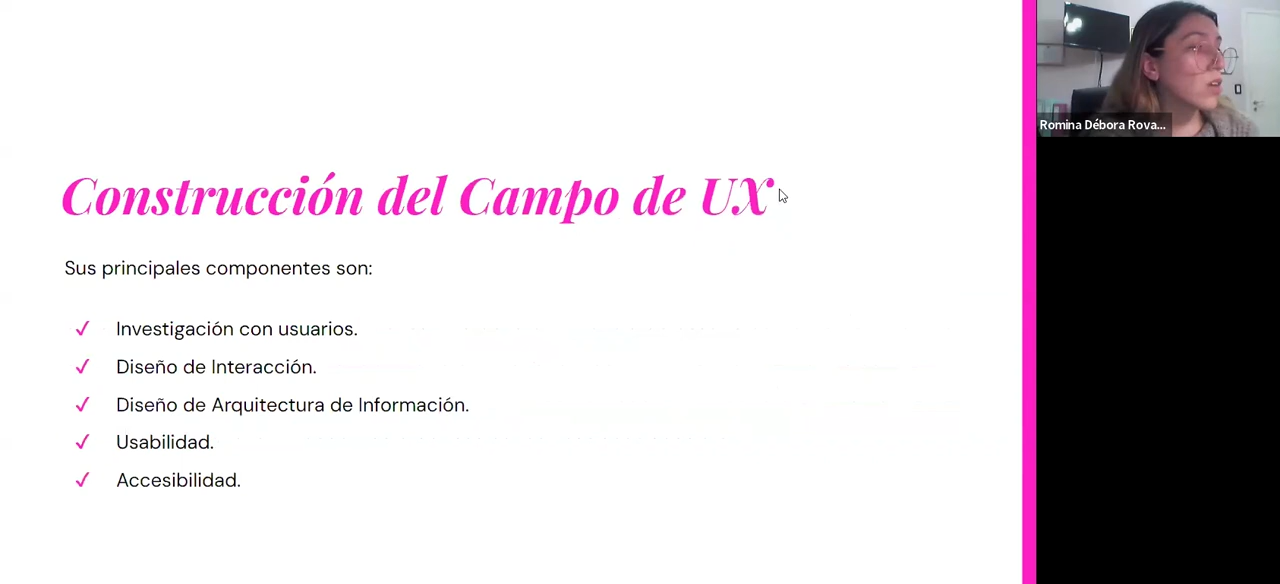 Construcción del Campo de UX
Sus principales componentes son:
✓ Investigación con usuarios.
✓ Diseño de Interacción.
✓ Diseño de Arquitectura de Información.
✓ Usabilidad.
✓ Accesibilidad.
Romina Débora Rova...